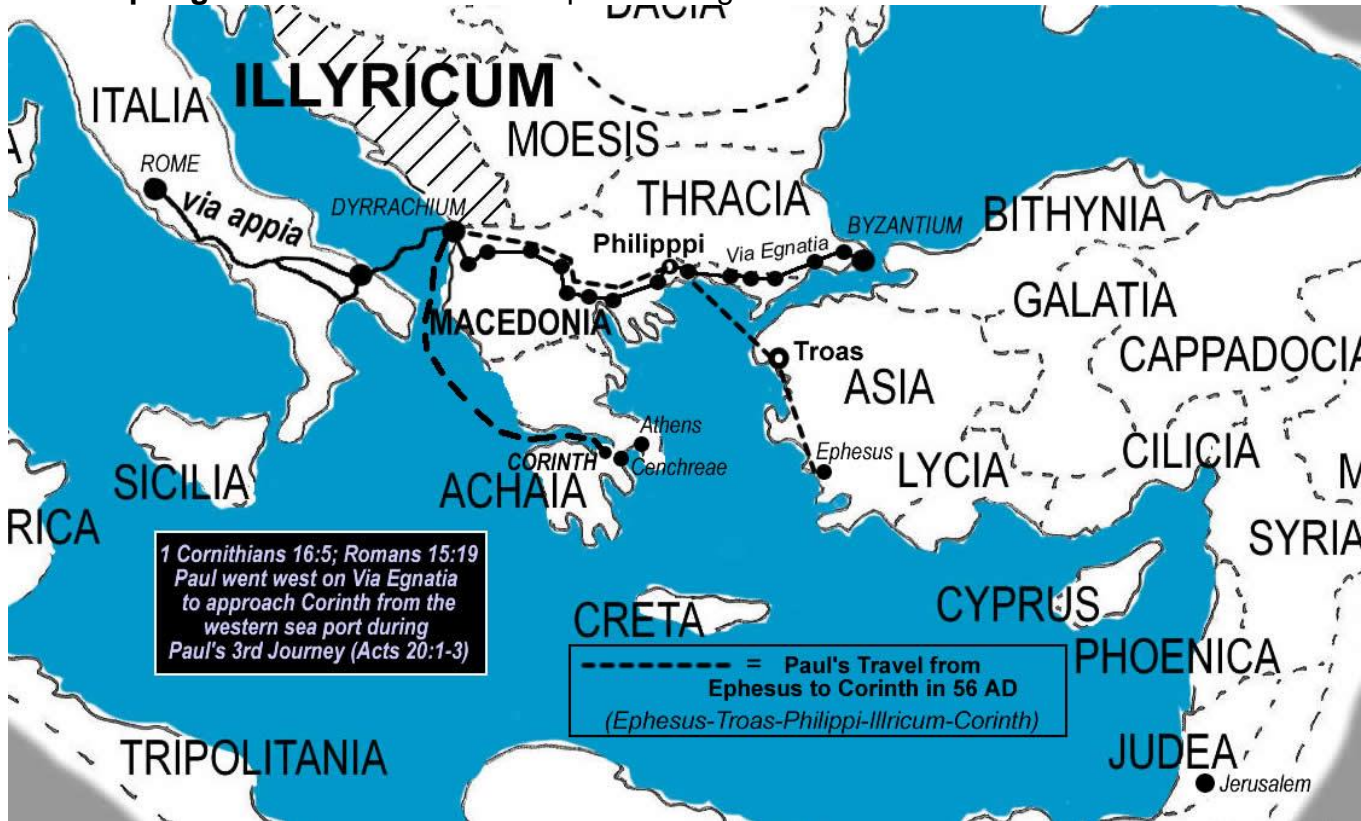 DACIA
ILLYRICUM
ITALIA
MOESIS
ROME
via appia
DYRRACHIUM
THRACIA
BYZANTIUM
BITHYNIA
Philipppi
Via Egnatia
GALATIA
MACEDONIA
Troas
CAPPADOCIA
ASIA
Athens
CORINTH
Cenchreae
Ephesus
LYCIA
CILICIA
SICILIA
ACHAIA
RICA
SYRIA
1 Cornithians 16:5; Romans 15:19
Paul went west on Via Egnatia
to approach Corinth from the
western sea port during
Paul's 3rd Journey (Acts 20:1-3)
CRETA
CYPRUS
PHOENICA
= Paul's Travel from
Ephesus to Corinth in 56 AD
(Ephesus-Troas-Philippi-Illricum-Corinth)
TRIPOLITANIA
JUDEA
Jerusalem